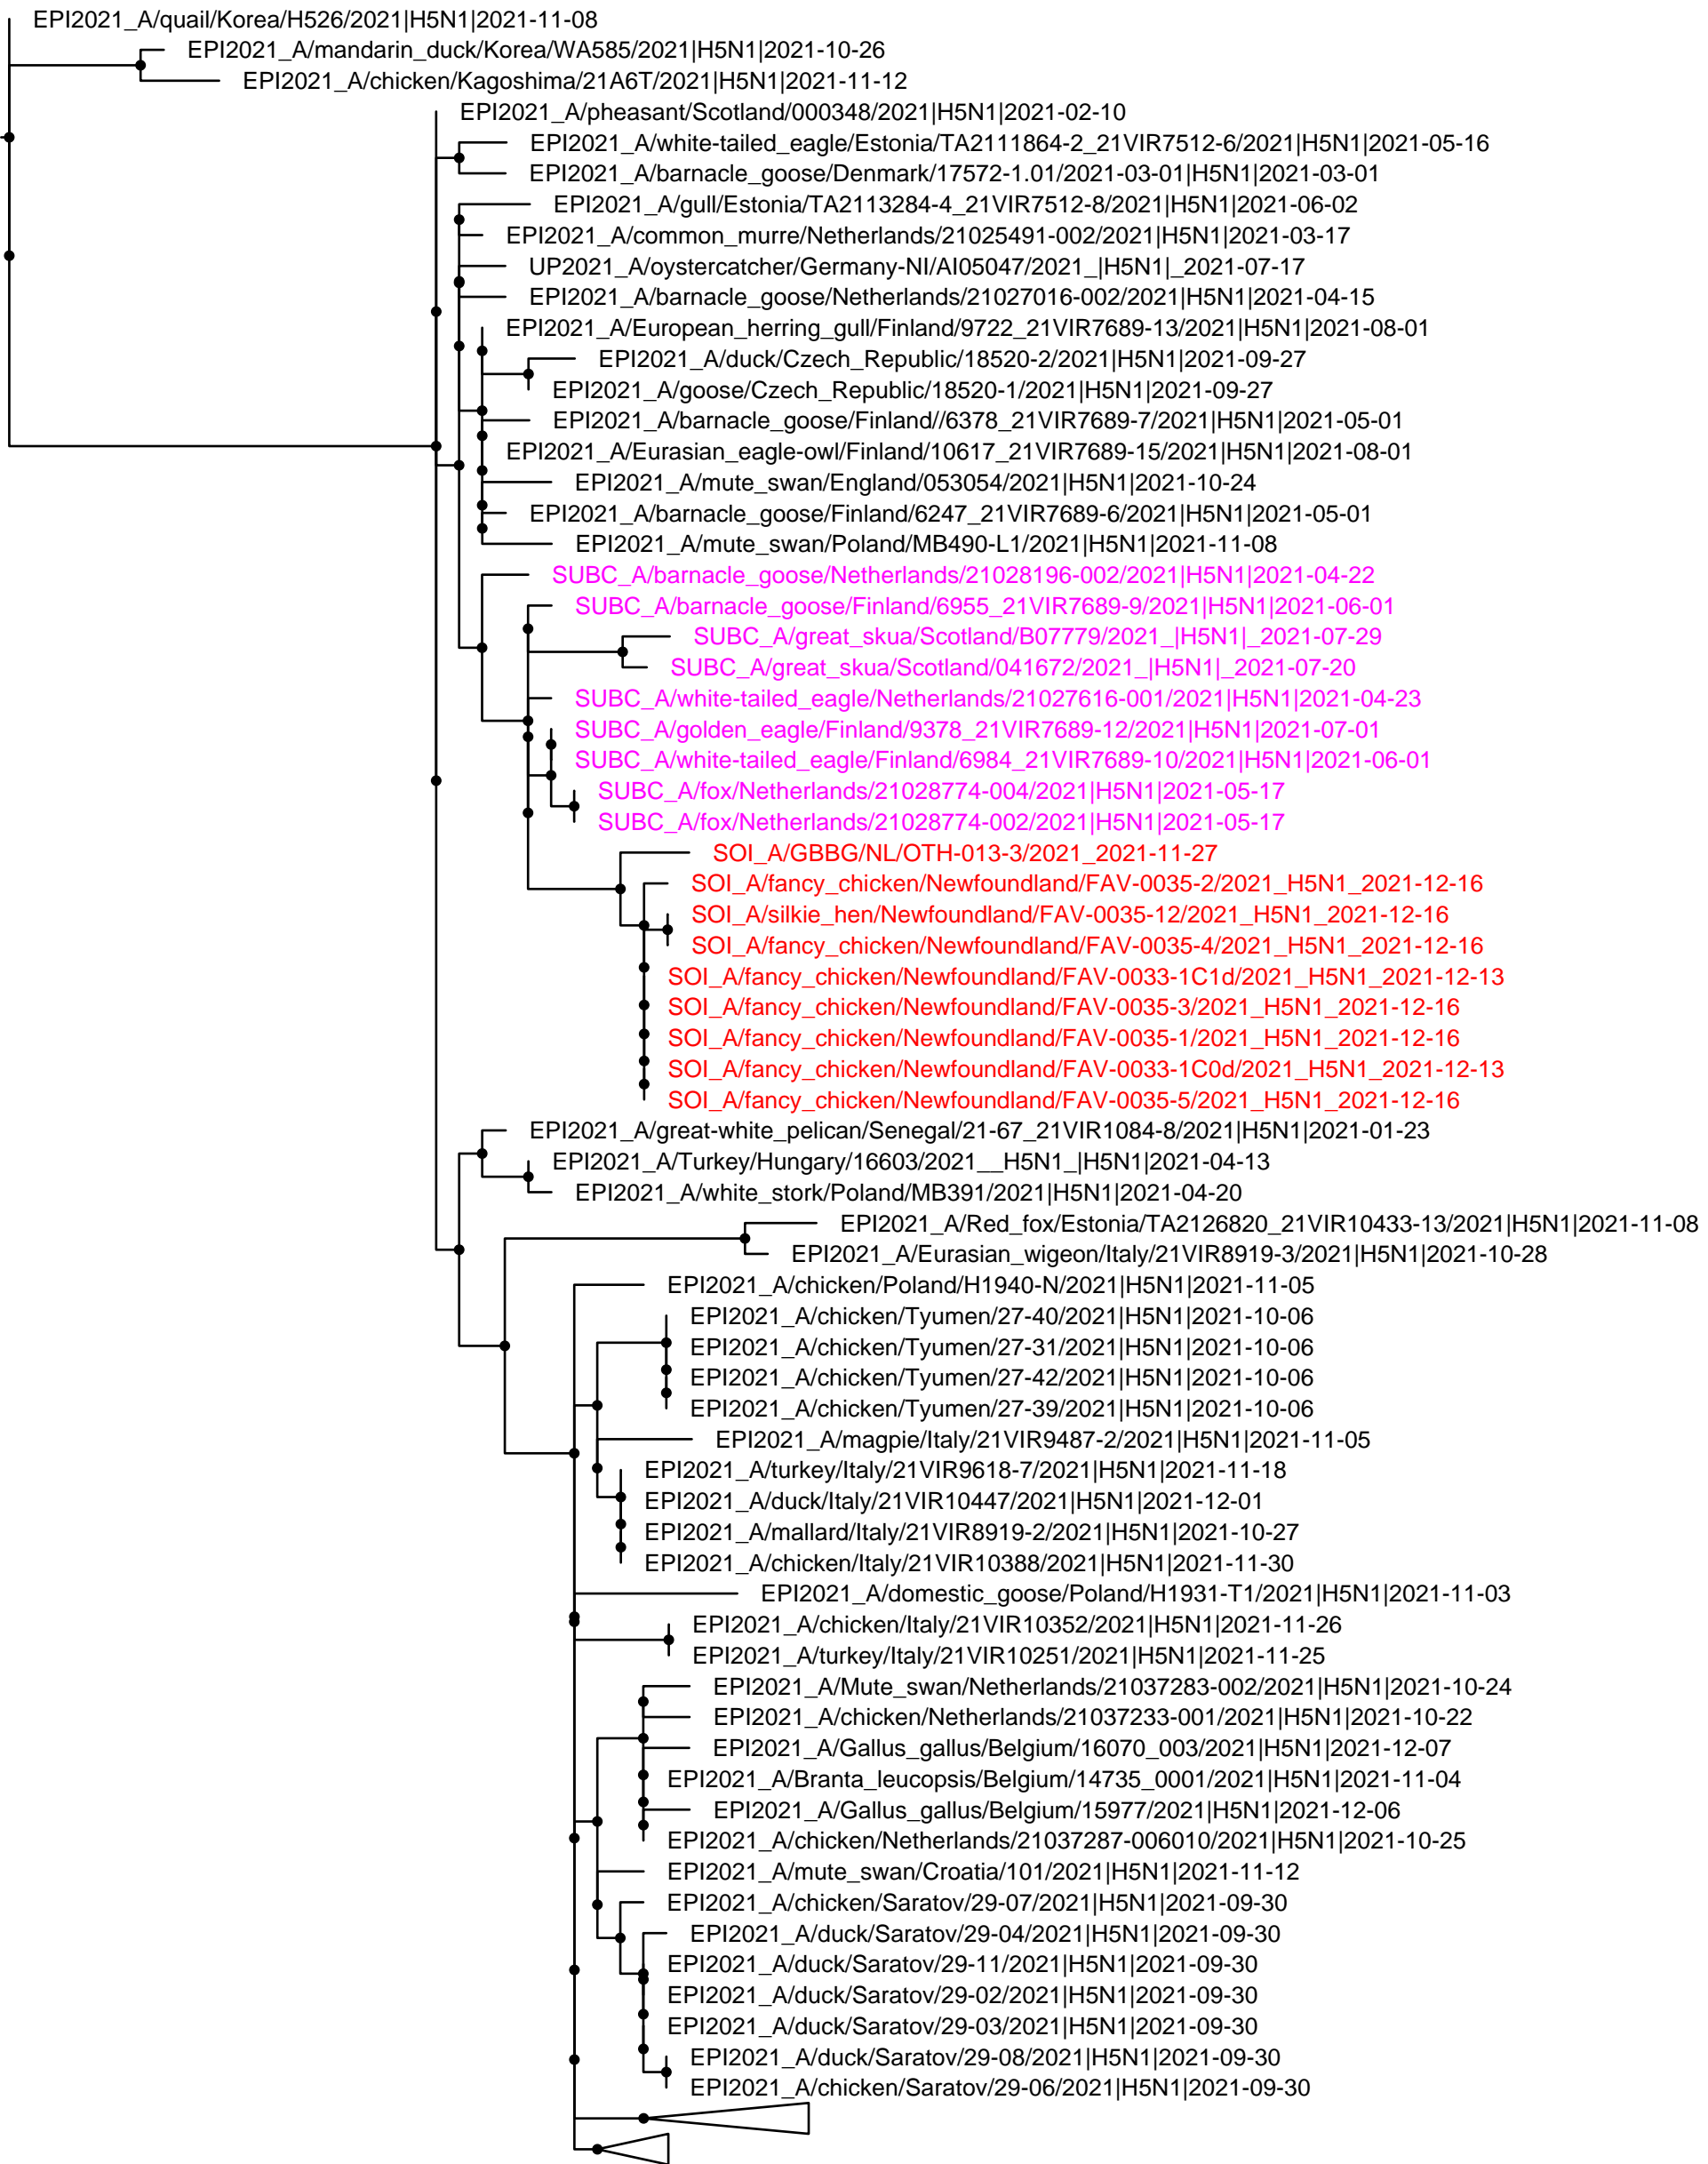 EPI2021_A/quail/Korea/H526/2021|H5N1|2021-11-08
EPI2021_A/mandarin_duck/Korea/WA585/2021|H5N1|2021-10-26
EPI2021_A/chicken/Kagoshima/21A6T/2021|H5N1|2021-11-12
EPI2021_A/pheasant/Scotland/000348/2021|H5N1|2021-02-10
EPI2021_A/white-tailed_eagle/Estonia/TA2111864-2_21VIR7512-6/2021|H5N1|2021-05-16
EPI2021_A/barnacle_goose/Denmark/17572-1.01/2021-03-01|H5N1|2021-03-01
EPI2021_A/gull/Estonia/TA2113284-4_21VIR7512-8/2021|H5N1|2021-06-02
EPI2021_A/common_murre/Netherlands/21025491-002/2021|H5N1|2021-03-17
UP2021_A/oystercatcher/Germany-NI/AI05047/2021_|H5N1|_2021-07-17
EPI2021_A/barnacle_goose/Netherlands/21027016-002/2021|H5N1|2021-04-15
EPI2021_A/European_herring_gull/Finland/9722_21VIR7689-13/2021|H5N1|2021-08-01
EPI2021_A/duck/Czech_Republic/18520-2/2021|H5N1|2021-09-27
EPI2021_A/goose/Czech_Republic/18520-1/2021|H5N1|2021-09-27
EPI2021_A/barnacle_goose/Finland//6378_21VIR7689-7/2021|H5N1|2021-05-01
EPI2021_A/Eurasian_eagle-owl/Finland/10617_21VIR7689-15/2021|H5N1|2021-08-01
EPI2021_A/mute_swan/England/053054/2021|H5N1|2021-10-24
EPI2021_A/barnacle_goose/Finland/6247_21VIR7689-6/2021|H5N1|2021-05-01
EPI2021_A/mute_swan/Poland/MB490-L1/2021|H5N1|2021-11-08
SUBC_A/barnacle_goose/Netherlands/21028196-002/2021|H5N1|2021-04-22
SUBC_A/barnacle_goose/Finland/6955_21VIR7689-9/2021|H5N1|2021-06-01
SUBC_A/great_skua/Scotland/B07779/2021_|H5N1|_2021-07-29
SUBC_A/great_skua/Scotland/041672/2021_|H5N1|_2021-07-20
SUBC_A/white-tailed_eagle/Netherlands/21027616-001/2021|H5N1|2021-04-23
SUBC_A/golden_eagle/Finland/9378_21VIR7689-12/2021|H5N1|2021-07-01
SUBC_A/white-tailed_eagle/Finland/6984_21VIR7689-10/2021|H5N1|2021-06-01
SUBC_A/fox/Netherlands/21028774-004/2021|H5N1|2021-05-17
SUBC_A/fox/Netherlands/21028774-002/2021|H5N1|2021-05-17
SOI_A/GBBG/NL/OTH-013-3/2021_2021-11-27
SOI_A/fancy_chicken/Newfoundland/FAV-0035-2/2021_H5N1_2021-12-16
SOI_A/silkie_hen/Newfoundland/FAV-0035-12/2021_H5N1_2021-12-16
SOI_A/fancy_chicken/Newfoundland/FAV-0035-4/2021_H5N1_2021-12-16
SOI_A/fancy_chicken/Newfoundland/FAV-0033-1C1d/2021_H5N1_2021-12-13
SOI_A/fancy_chicken/Newfoundland/FAV-0035-3/2021_H5N1_2021-12-16
SOI_A/fancy_chicken/Newfoundland/FAV-0035-1/2021_H5N1_2021-12-16
SOI_A/fancy_chicken/Newfoundland/FAV-0033-1C0d/2021_H5N1_2021-12-13
SOI_A/fancy_chicken/Newfoundland/FAV-0035-5/2021_H5N1_2021-12-16
EPI2021_A/great-white_pelican/Senegal/21-67_21VIR1084-8/2021|H5N1|2021-01-23
EPI2021_A/Turkey/Hungary/16603/2021__H5N1_|H5N1|2021-04-13
EPI2021_A/white_stork/Poland/MB391/2021|H5N1|2021-04-20
EPI2021_A/Red_fox/Estonia/TA2126820_21VIR10433-13/2021|H5N1|2021-11-08
EPI2021_A/Eurasian_wigeon/Italy/21VIR8919-3/2021|H5N1|2021-10-28
EPI2021_A/chicken/Poland/H1940-N/2021|H5N1|2021-11-05
EPI2021_A/chicken/Tyumen/27-40/2021|H5N1|2021-10-06
EPI2021_A/chicken/Tyumen/27-31/2021|H5N1|2021-10-06
EPI2021_A/chicken/Tyumen/27-42/2021|H5N1|2021-10-06
EPI2021_A/chicken/Tyumen/27-39/2021|H5N1|2021-10-06
EPI2021_A/magpie/Italy/21VIR9487-2/2021|H5N1|2021-11-05
EPI2021_A/turkey/Italy/21VIR9618-7/2021|H5N1|2021-11-18
EPI2021_A/duck/Italy/21VIR10447/2021|H5N1|2021-12-01
EPI2021_A/mallard/Italy/21VIR8919-2/2021|H5N1|2021-10-27
EPI2021_A/chicken/Italy/21VIR10388/2021|H5N1|2021-11-30
EPI2021_A/domestic_goose/Poland/H1931-T1/2021|H5N1|2021-11-03
EPI2021_A/chicken/Italy/21VIR10352/2021|H5N1|2021-11-26
EPI2021_A/turkey/Italy/21VIR10251/2021|H5N1|2021-11-25
EPI2021_A/Mute_swan/Netherlands/21037283-002/2021|H5N1|2021-10-24
EPI2021_A/chicken/Netherlands/21037233-001/2021|H5N1|2021-10-22
EPI2021_A/Gallus_gallus/Belgium/16070_003/2021|H5N1|2021-12-07
EPI2021_A/Branta_leucopsis/Belgium/14735_0001/2021|H5N1|2021-11-04
EPI2021_A/Gallus_gallus/Belgium/15977/2021|H5N1|2021-12-06
EPI2021_A/chicken/Netherlands/21037287-006010/2021|H5N1|2021-10-25
EPI2021_A/mute_swan/Croatia/101/2021|H5N1|2021-11-12
EPI2021_A/chicken/Saratov/29-07/2021|H5N1|2021-09-30
EPI2021_A/duck/Saratov/29-04/2021|H5N1|2021-09-30
EPI2021_A/duck/Saratov/29-11/2021|H5N1|2021-09-30
EPI2021_A/duck/Saratov/29-02/2021|H5N1|2021-09-30
EPI2021_A/duck/Saratov/29-03/2021|H5N1|2021-09-30
EPI2021_A/duck/Saratov/29-08/2021|H5N1|2021-09-30
EPI2021_A/chicken/Saratov/29-06/2021|H5N1|2021-09-30